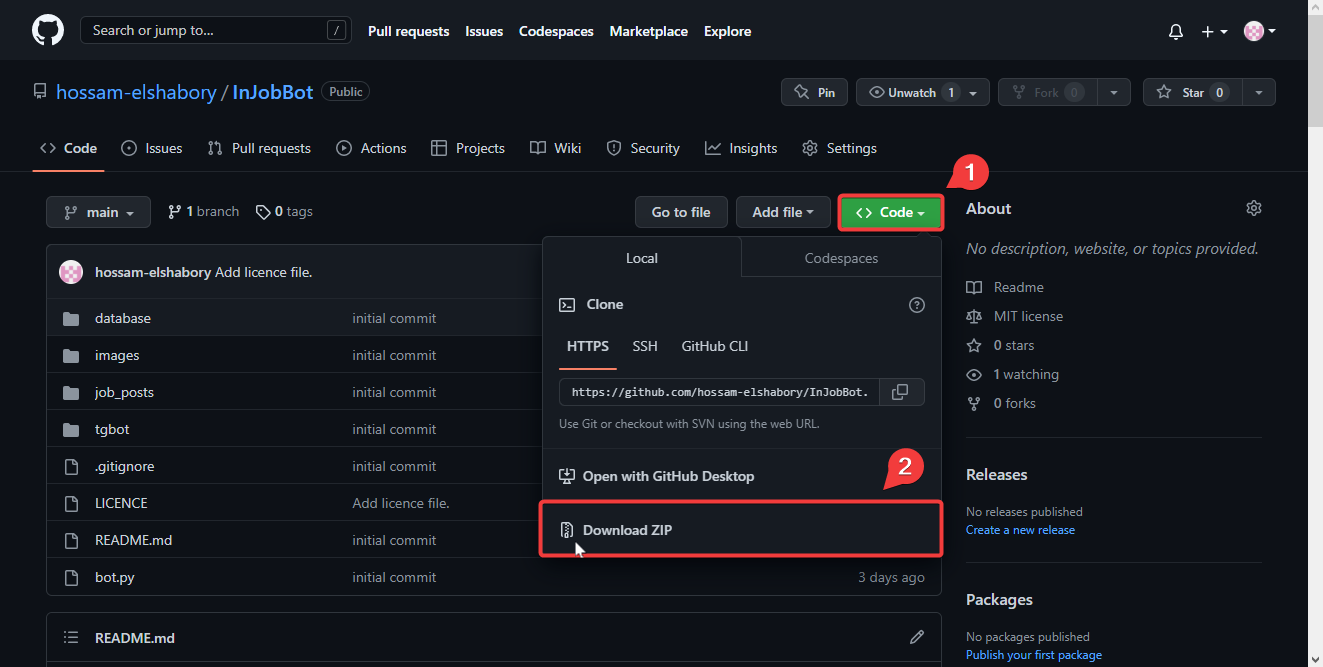 Search or jump to... /
Pull requests Issues Codespaces Marketplace Explore
hossam-elshabory / InJobBot Public
Pin Unwatch 1 Fork 0 Star 0
Code Issues Pull requests Actions Projects Wiki Security Insights Settings
1
main 1 branch 0 tags Go to file Add file Code
hossam-elshabory Add licence file.
database initial commit
images initial commit
job_posts initial commit
tgbot initial commit
.gitignore initial commit
LICENCE Add licence file.
README.md initial commit
bot.py initial commit 3 days ago
README.md
Local Codespaces
Clone
HTTPS SSH GitHub CLI
https://github.com/hossam-elshabory/InJobBot.
Use Git or checkout with SVN using the web URL.
Open with GitHub Desktop
2
Download ZIP
About
No description, website, or topics provided.
Readme
MIT license
0 stars
1 watching
0 forks
Releases
No releases published
Create a new release
Packages
No packages published
Publish your first package